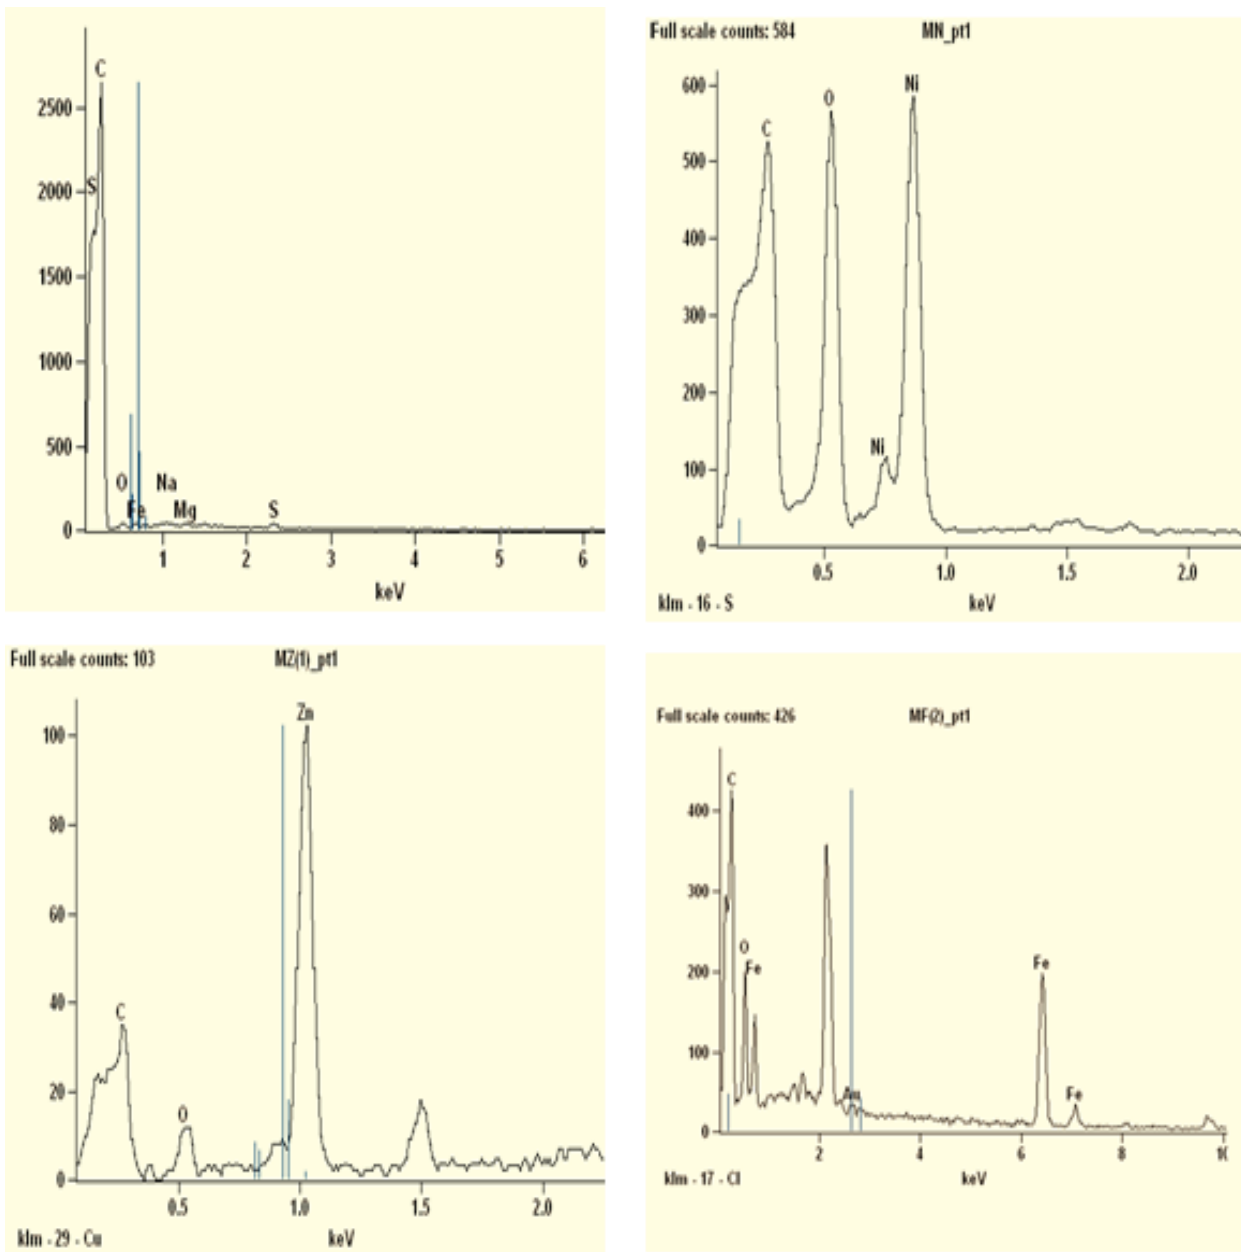 C
2500
S
2000
1500
1000
500
O Na
Fe Mg S
0
1 2 3 4 5 6
keV
Full scale counts: 584 MN_pt1
600
Ni
O
C
500
400
300
200
Ni
100
0
0.5 1.0 1.5 2.0
klm - 16 - S keV
Full scale counts: 103 MZ(1)_pt1
Zn
100
80
60
40
C
20
O
0
0.5 1.0 1.5 2.0
klm - 29 - Cu keV
Full scale counts: 426 MF(2)_pt1
C
400
300
O
Fe Fe
200
100
Au Fe
0
2 4 6 8
klm - 17 - Cl keV